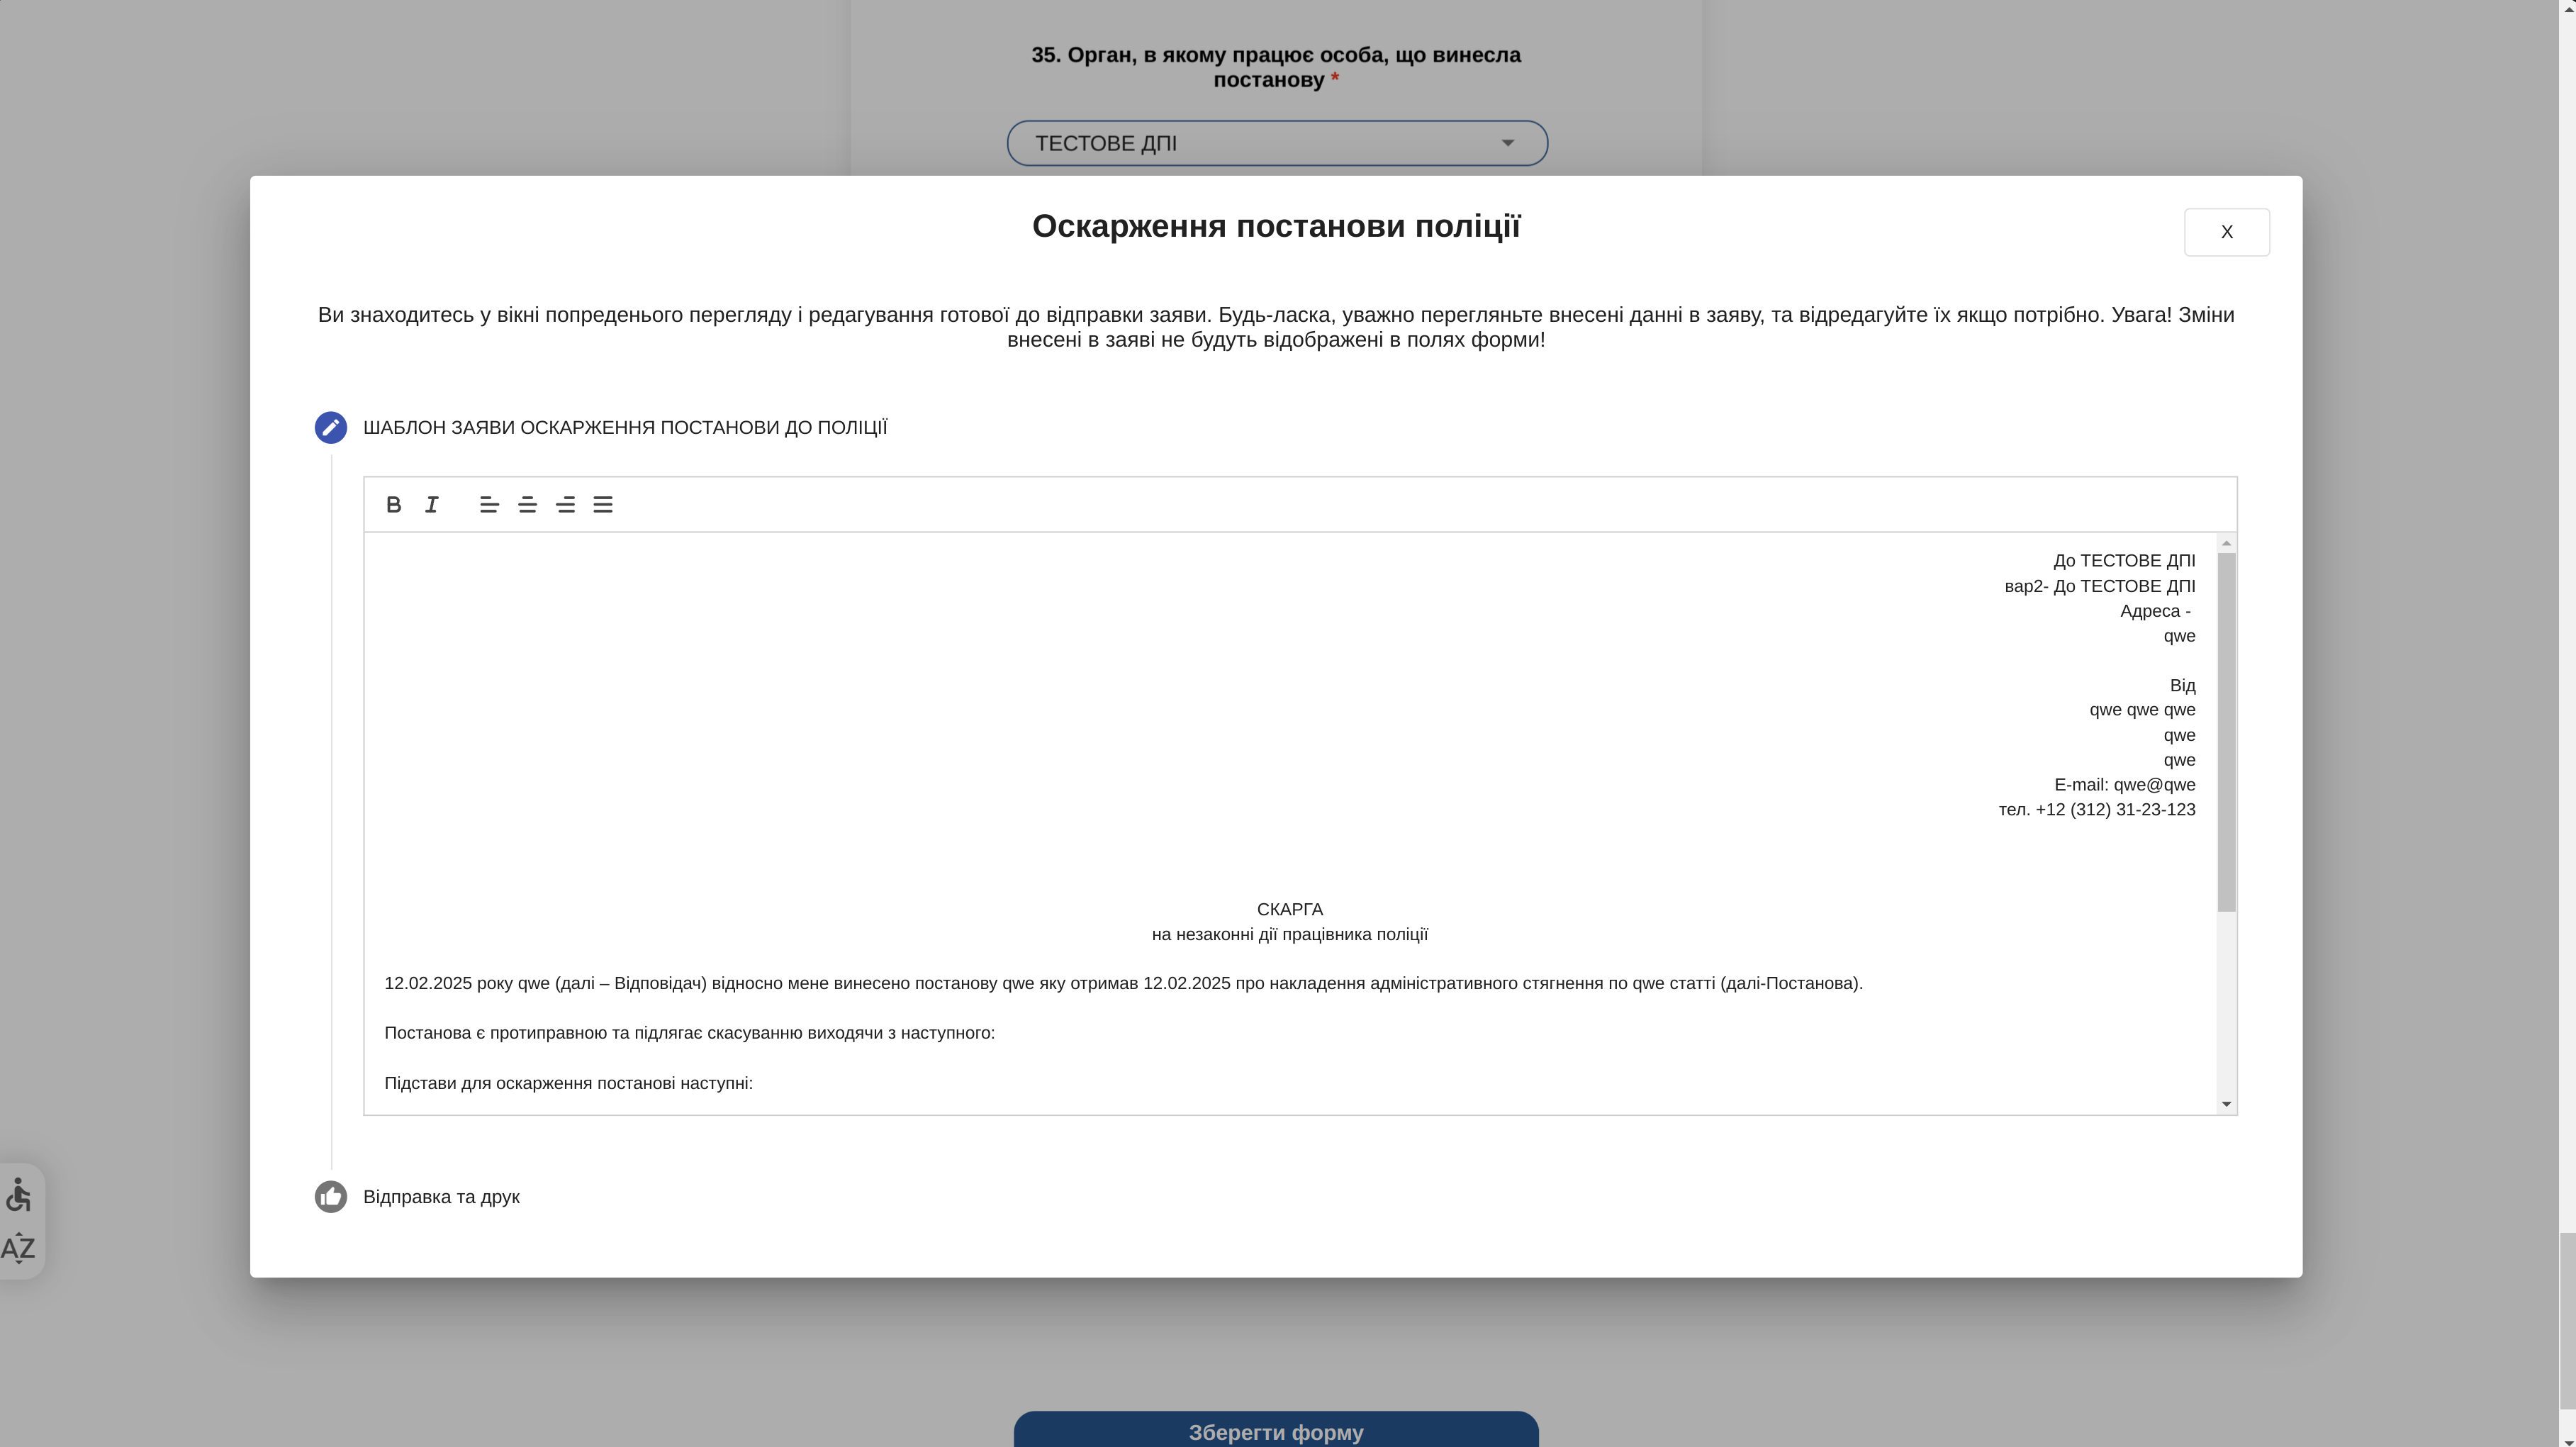 35. Орган, в якому працює особа, що винесла
постанову *
ТЕСТОВЕ ДПІ
Оскарження постанови поліції
X
Ви знаходитесь у вікні попреденього перегляду і редагування готової до відправки заяви. Будь-ласка, уважно перегляньте внесені данні в заяву, та відредагуйте їх якщо потрібно. Увага! Зміни
внесені в заяві не будуть відображені в полях форми!
ШАБЛОН ЗАЯВИ ОСКАРЖЕННЯ ПОСТАНОВИ ДО ПОЛІЦІЇ
До ТЕСТОВЕ ДПІ
вар2- До ТЕСТОВЕ ДПІ
Адреса -
qwe
Від
qwe qwe qwe
qwe
qwe
E-mail: qwe@qwe
тел. +12 (312) 31-23-123
СКАРГА
на незаконні дії працівника поліції
12.02.2025 року qwe (далі – Відповідач) відносно мене винесено постанову qwe яку отримав 12.02.2025 про накладення адміністративного стягнення по qwe статті (далі-Постанова).
Постанова є протиправною та підлягає скасуванню виходячи з наступного:
Підстави для оскарження постанові наступні:
Відправка та друк
AZ
Зберегти форму